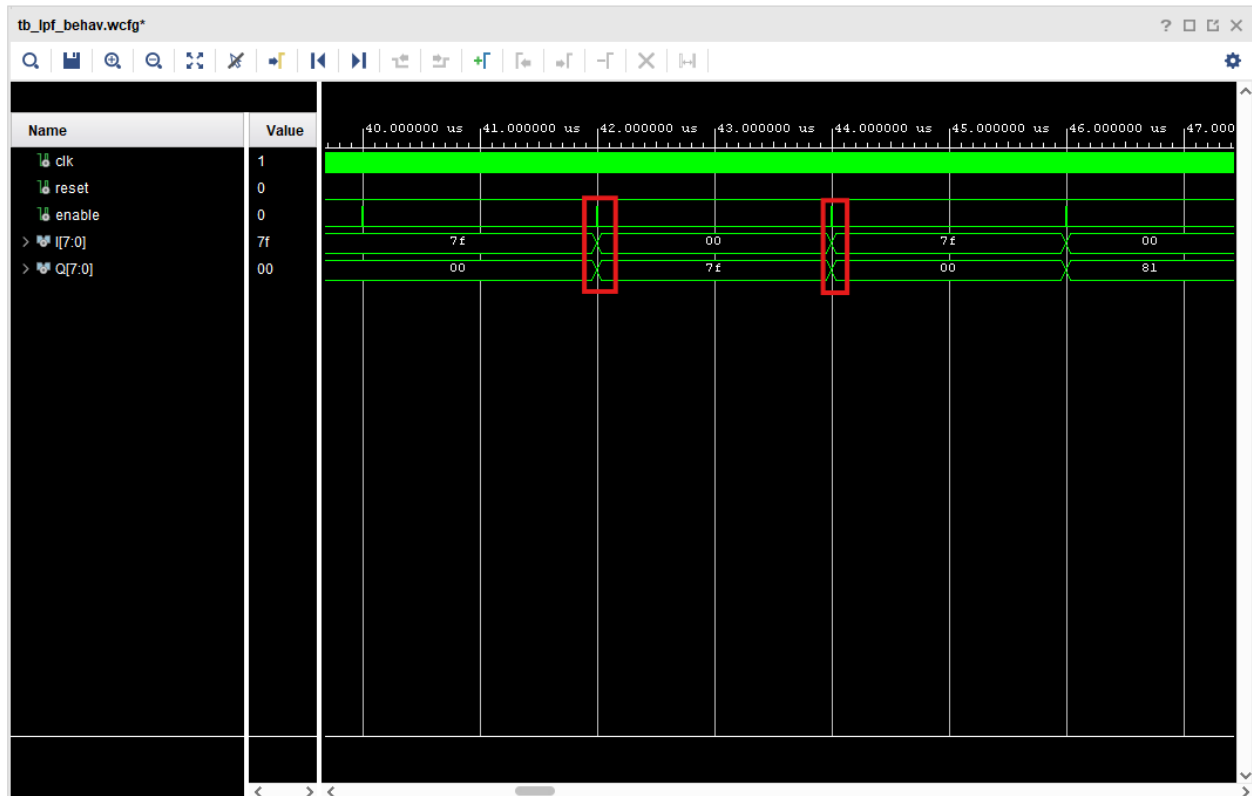 tb_lpf_behav.wcfg*
Name Value
40.000000 us 41.000000 us 42.000000 us 43.000000 us 44.000000 us 45.000000 us 46.000000 us 47.000
clk 1
reset 0
enable 0
I[7:0] 7f 7f 00 7f 00
Q[7:0] 00 00 7f 00 81